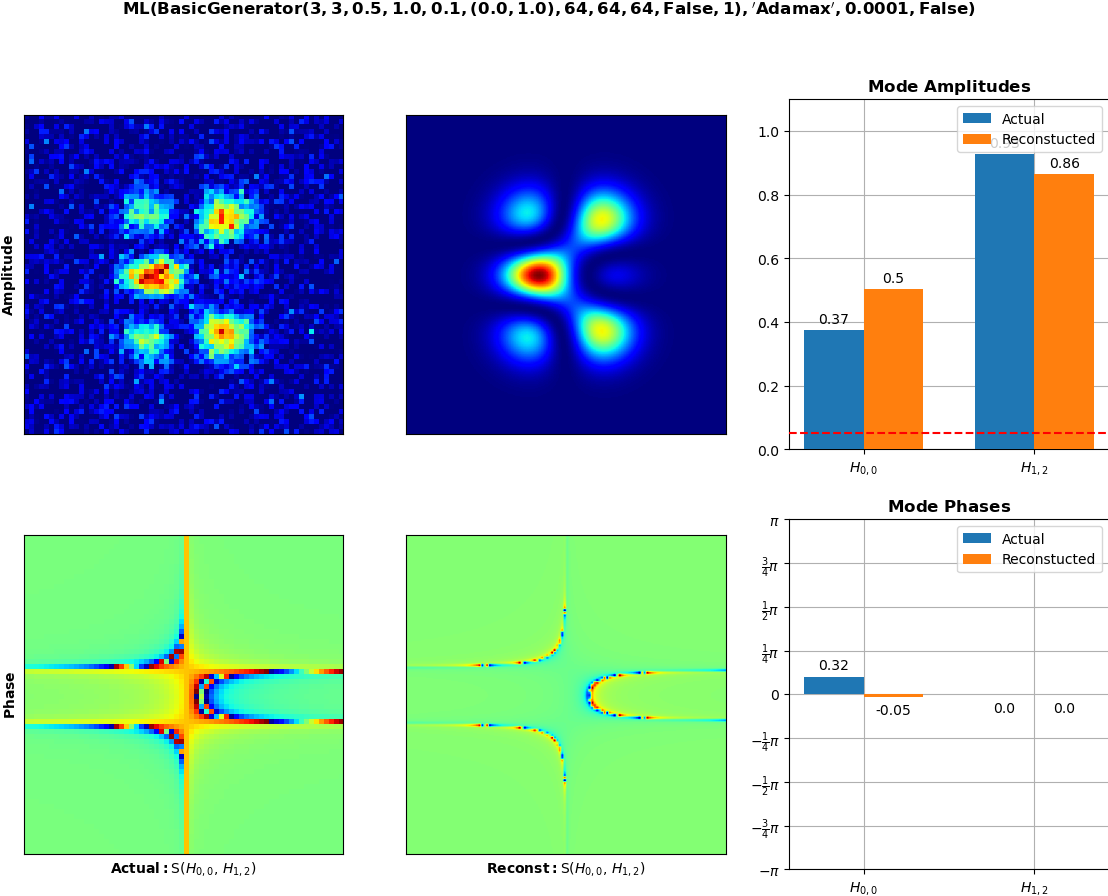 ML(BasicGenerator(3, 3, 0.5, 1.0, 0.1, (0.0, 1.0), 64, 64, 64, False, 1), ′Adamax′, 0.0001, False)
Amplitude
Mode Amplitudes
Actual
Reconstucted
1.0
0.8
0.6
0.4
0.2
0.0
0.37
0.5
0.86
H0,0
H1,2
Phase
Actual: S(H0,0, H1,2)
Reconst: S(H0,0, H1,2)
Mode Phases
Actual
Reconstucted
π
3/4π
1/2π
1/4π
0
−1/4π
−1/2π
−3/4π
−π
0.32
-0.05
0.0
0.0
H0,0
H1,2